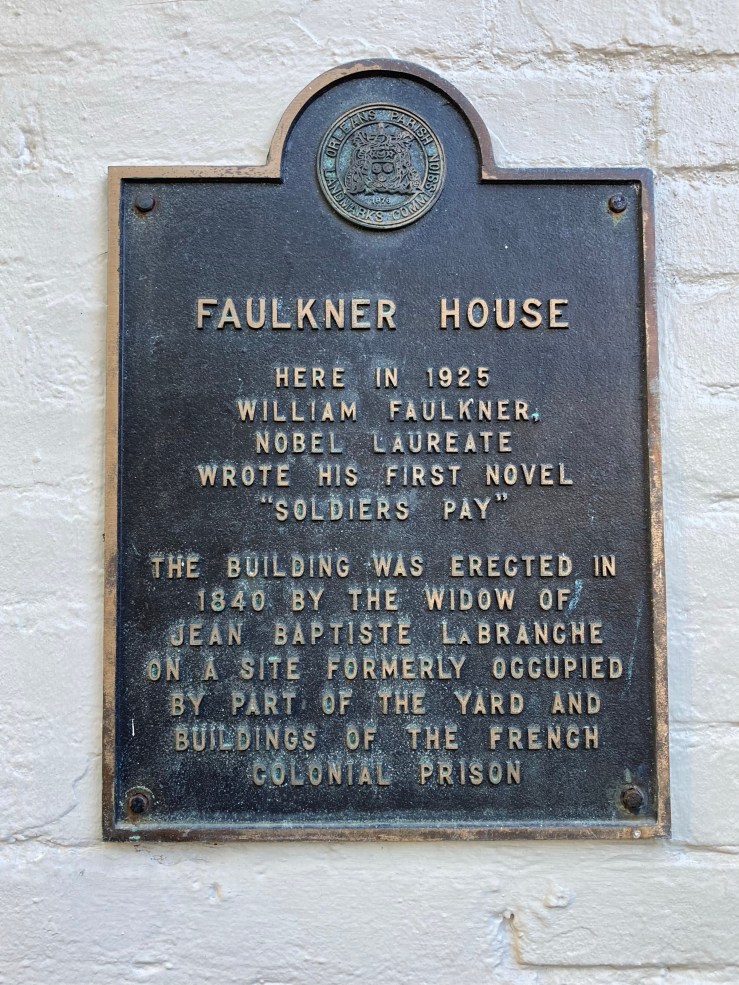 ORLEANS PARISH LANDMARKS COMMISSION
FAULKNER HOUSE
HERE IN 1925
WILLIAM FAULKNER,
NOBEL LAUREATE
WROTE HIS FIRST NOVEL
"SOLDIERS PAY"
THE BUILDING WAS ERECTED IN
1840 BY THE WIDOW OF
JEAN BAPTISTE LABRANCHE
ON A SITE FORMERLY OCCUPIED
BY PART OF THE YARD AND
BUILDINGS OF THE FRENCH
COLONIAL PRISON